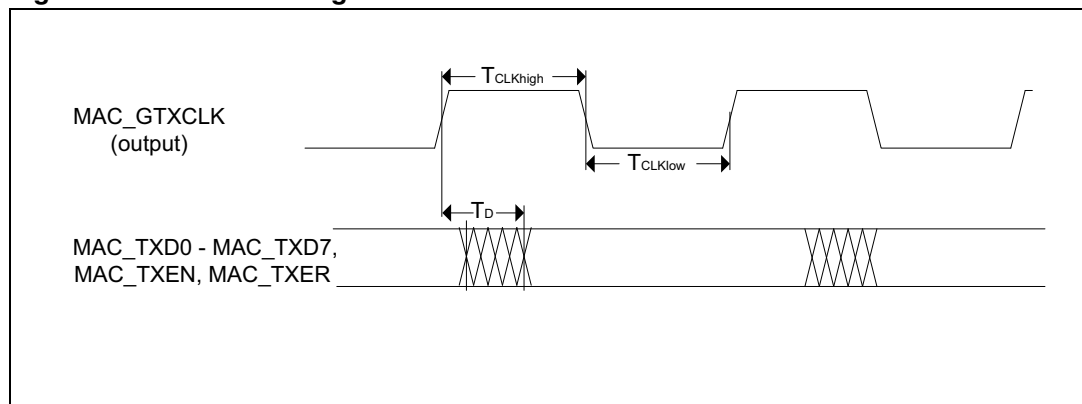 TCLKhigh
MAC_GTXCLK
(output)
TCLKlow
TD
MAC_TXD0 - MAC_TXD7,
MAC_TXEN, MAC_TXER